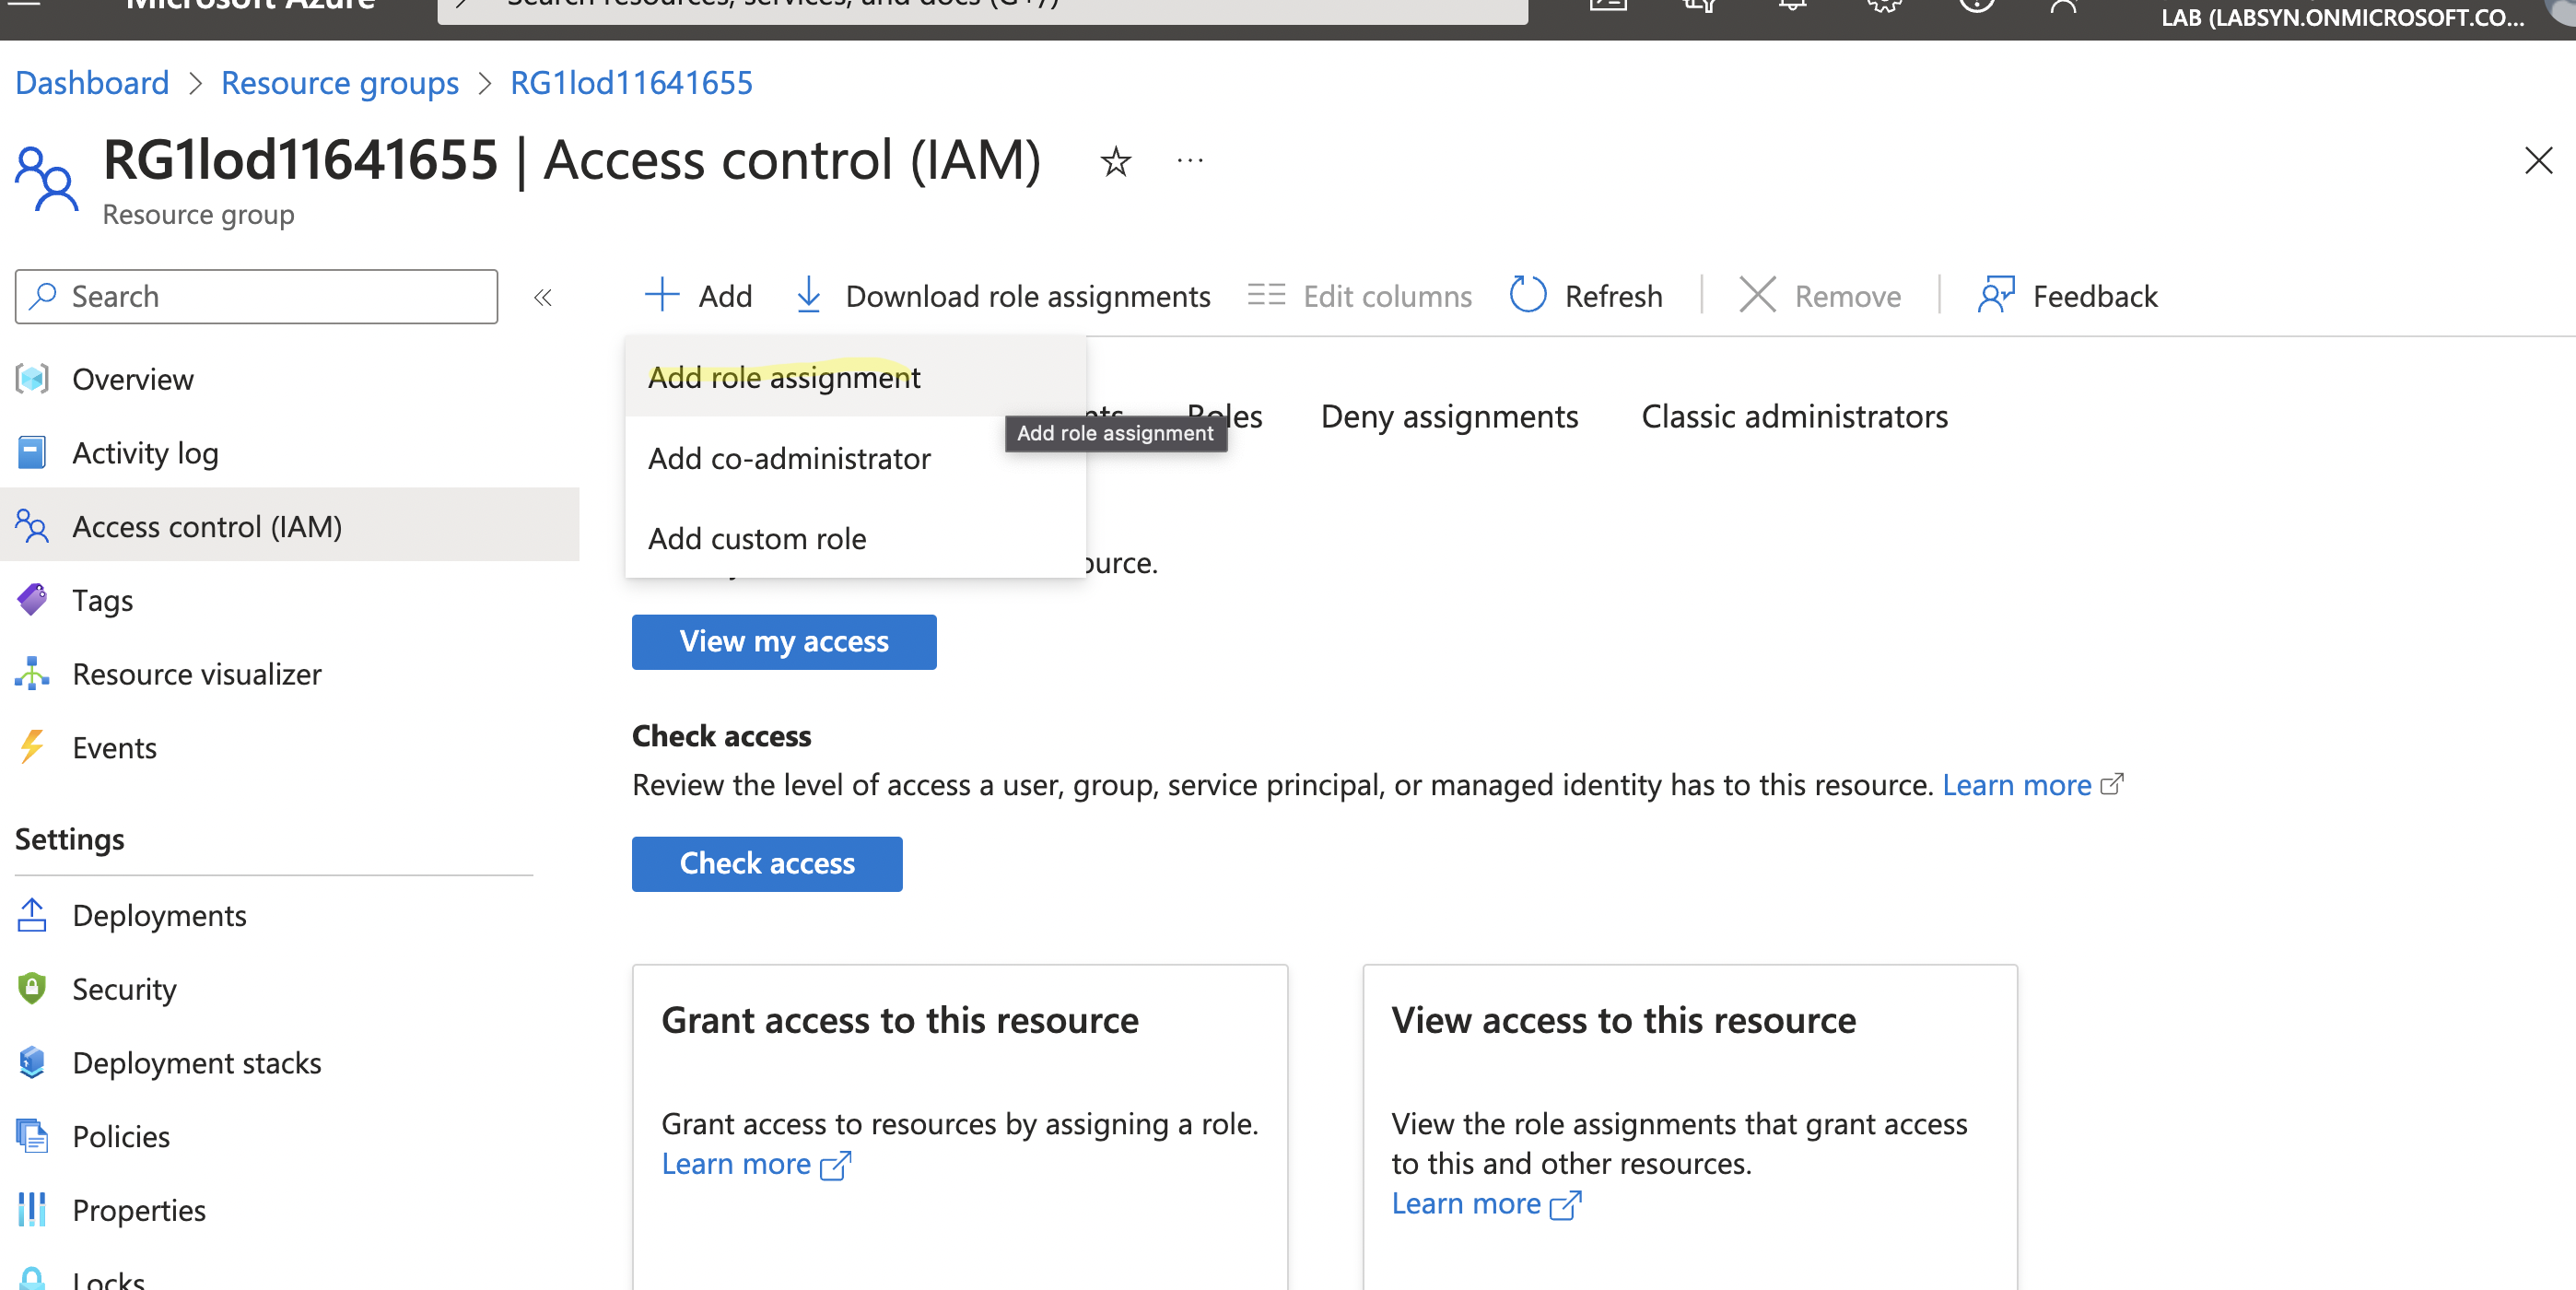 Microsoft Azure
Search resources, services, and docs (G+/)
LAB (LABSYN.ONMICROSOFT.CO...
Dashboard > Resource groups > RG1lod11641655
RG1lod11641655 | Access control (IAM)
Resource group
Search
Add
Download role assignments
Edit columns
Refresh
Remove
Feedback
Overview
Activity log
Access control (IAM)
Tags
Resource visualizer
Events
Settings
Deployments
Security
Deployment stacks
Policies
Properties
Locks
Add role assignment
Add co-administrator
Add custom role
Add role assignment
Roles
Deny assignments
Classic administrators
View my access
Check access
Review the level of access a user, group, service principal, or managed identity has to this resource. Learn more
Check access
Grant access to this resource
Grant access to resources by assigning a role.
Learn more
View access to this resource
View the role assignments that grant access
to this and other resources.
Learn more